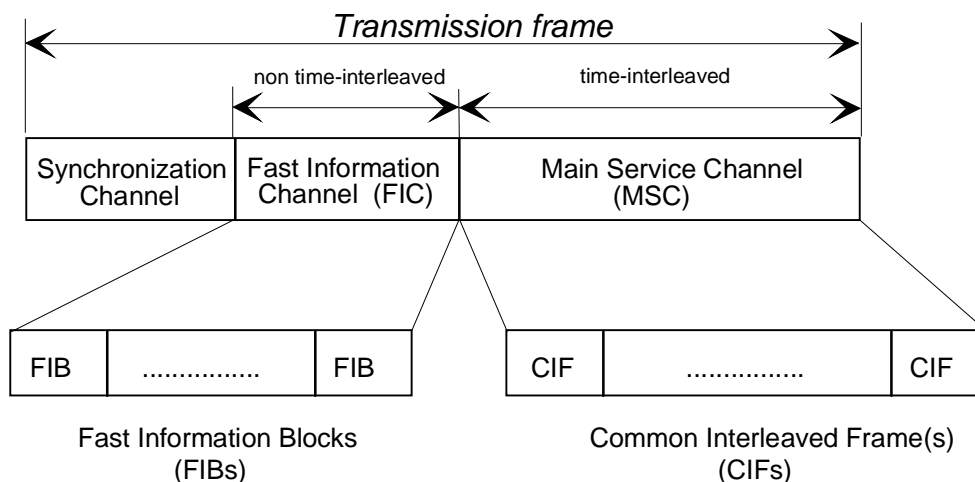 Transmission frame
non time-interleaved
time-interleaved
Synchronization
Channel
Fast Information
Channel (FIC)
Main Service Channel
(MSC)
FIB
................
FIB
CIF
................
CIF
Fast Information Blocks
(FIBs)
Common Interleaved Frame(s)
(CIFs)